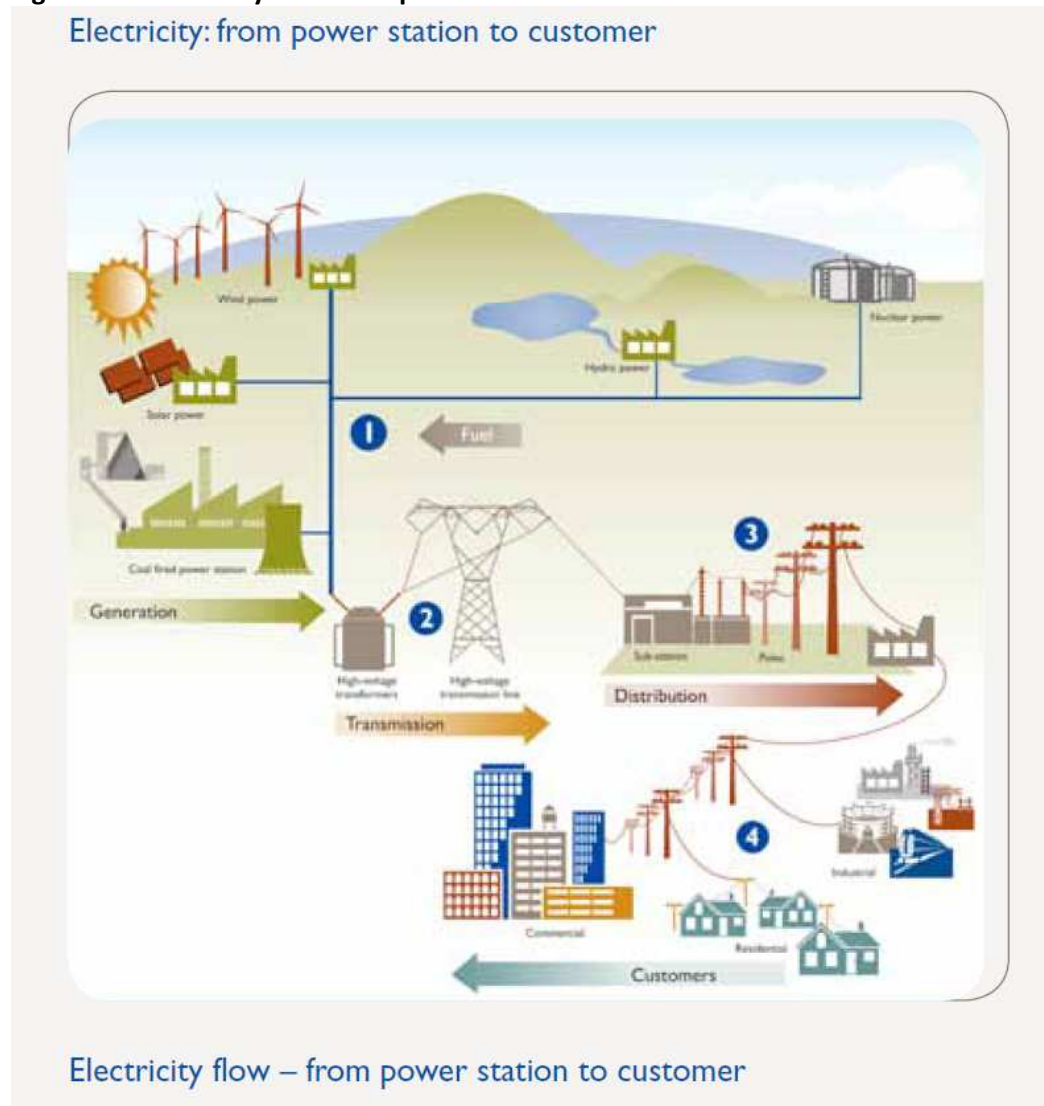 Electricity: from power station to customer
Wind power
Nuclear power
Hydro power
Solar power
1
Fuel
3
Coal fired power station
Generation
2
Sub-station
Poles
High-voltage
transformers
High-voltage
transmission line
Distribution
Transmission
4
Industrial
Commercial
Residential
Customers
Electricity flow – from power station to customer